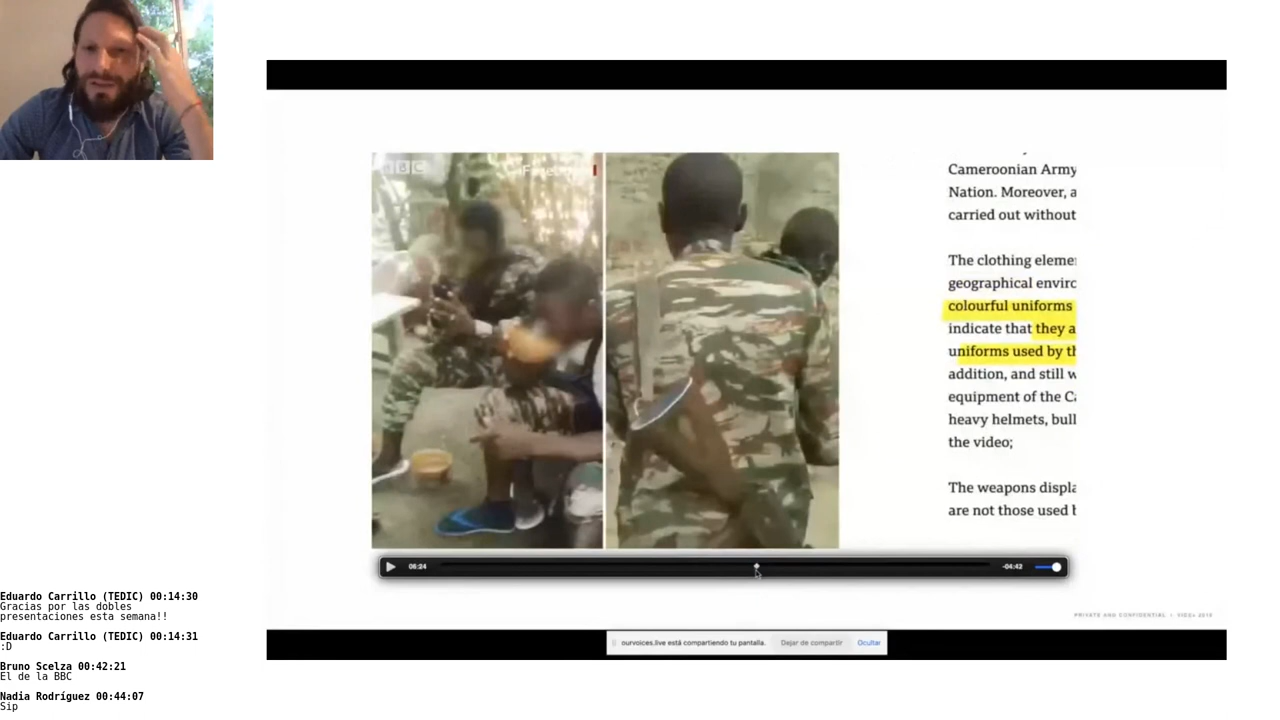 BBC
Cameroonian Army
Nation. Moreover, a
carried out without
The clothing eleme
geographical enviro
colourful uniforms
indicate that they a
uniforms used by th
addition, and still w
equipment of the Ca
heavy helmets, bull
the video;
The weapons displa
are not those used b
06:24
-04:42
PRIVATE AND CONFIDENTIAL
ourvoices.live está compartiendo tu pantalla.
Dejar de compartir
Ocultar
Eduardo Carrillo (TEDIC) 00:14:30
Gracias por las dobles
presentaciones esta semana!!
Eduardo Carrillo (TEDIC) 00:14:31
:D
Bruno Scelza 00:42:21
El de la BBC
Nadia Rodríguez 00:44:07
Sip